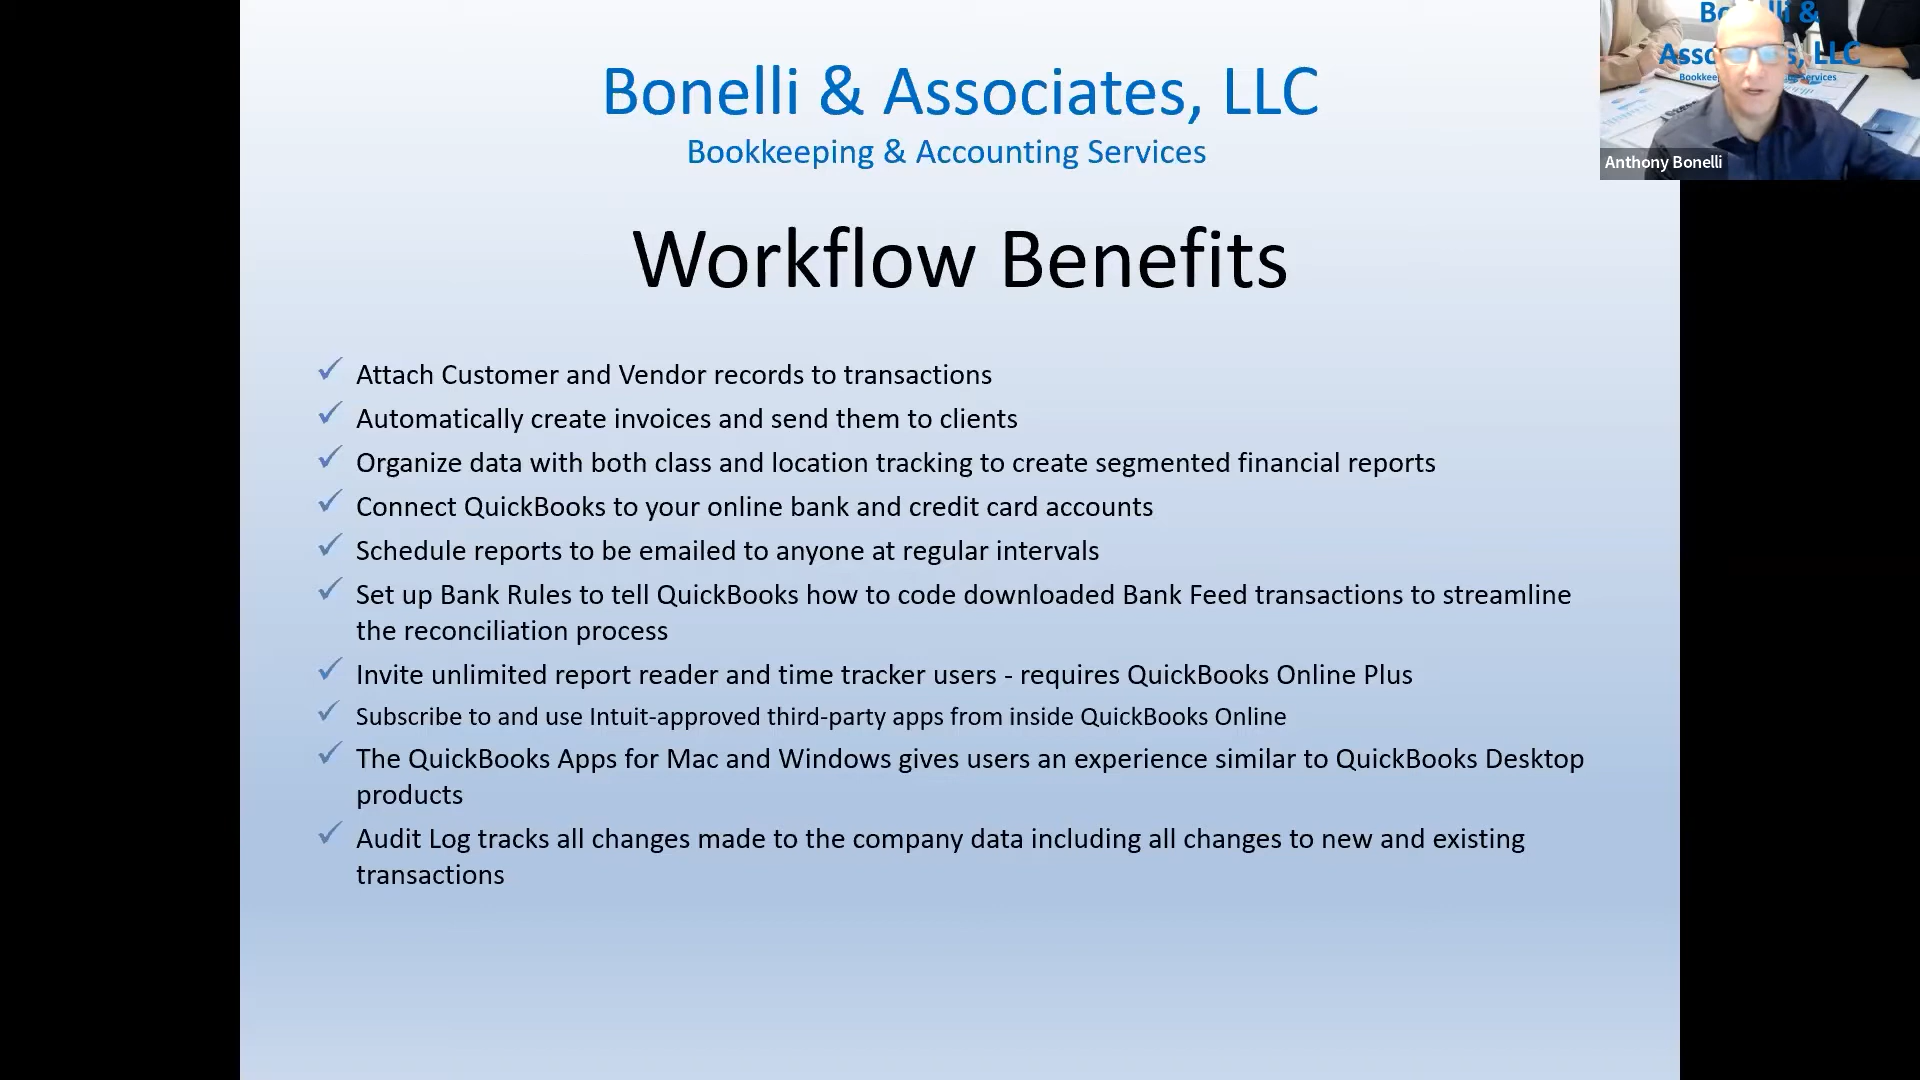 Bonelli & Associates, LLC
Bookkeeping & Accounting Services
Workflow Benefits
Attach Customer and Vendor records to transactions
Automatically create invoices and send them to clients
Organize data with both class and location tracking to create segmented financial reports
Connect QuickBooks to your online bank and credit card accounts
Schedule reports to be emailed to anyone at regular intervals
Set up Bank Rules to tell QuickBooks how to code downloaded Bank Feed transactions to streamline
the reconciliation process
Invite unlimited report reader and time tracker users - requires QuickBooks Online Plus
Subscribe to and use Intuit-approved third-party apps from inside QuickBooks Online
The QuickBooks Apps for Mac and Windows gives users an experience similar to QuickBooks Desktop
products
Audit Log tracks all changes made to the company data including all changes to new and existing
transactions
&
LLC
Services
Anthony Bonelli